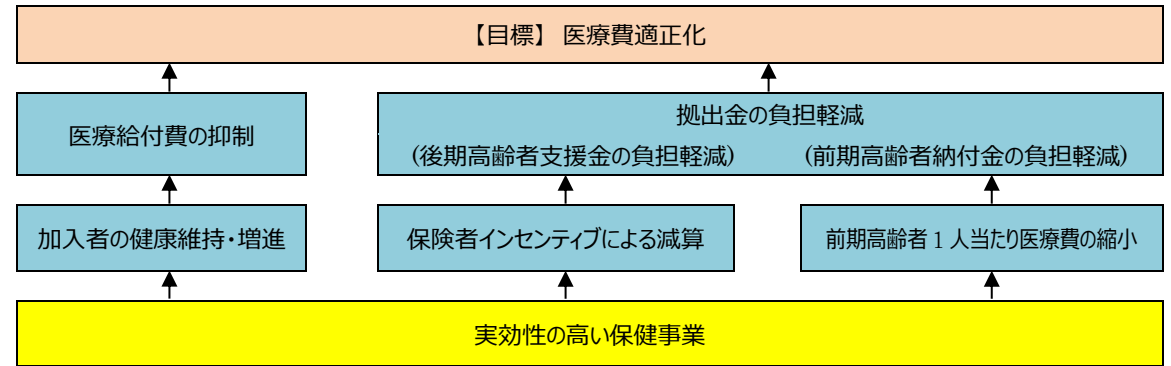 【目標】 医療費適正化
医療給付費の抑制
拠出金の負担軽減
(後期高齢者支援金の負担軽減) (前期高齢者納付金の負担軽減)
加入者の健康維持・増進
保険者インセンティブによる減算
前期高齢者1人当たり医療費の縮小
実効性の高い保健事業